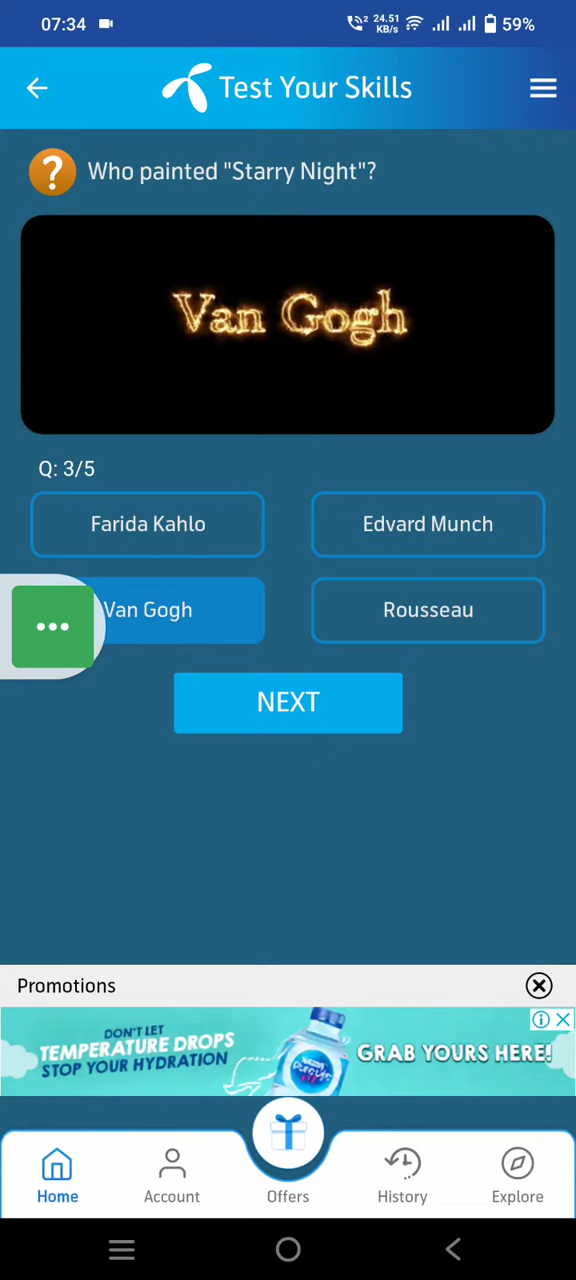 07:34
24.51
KB/s
59%
Test Your Skills
Who painted "Starry Night"?
Van Gogh
Q: 3/5
Farida Kahlo
Edvard Munch
Van Gogh
Rousseau
NEXT
Promotions
DON'T LET
TEMPERATURE DROPS
STOP YOUR HYDRATION
GRAB YOURS HERE!
Home
Account
Offers
History
Explore